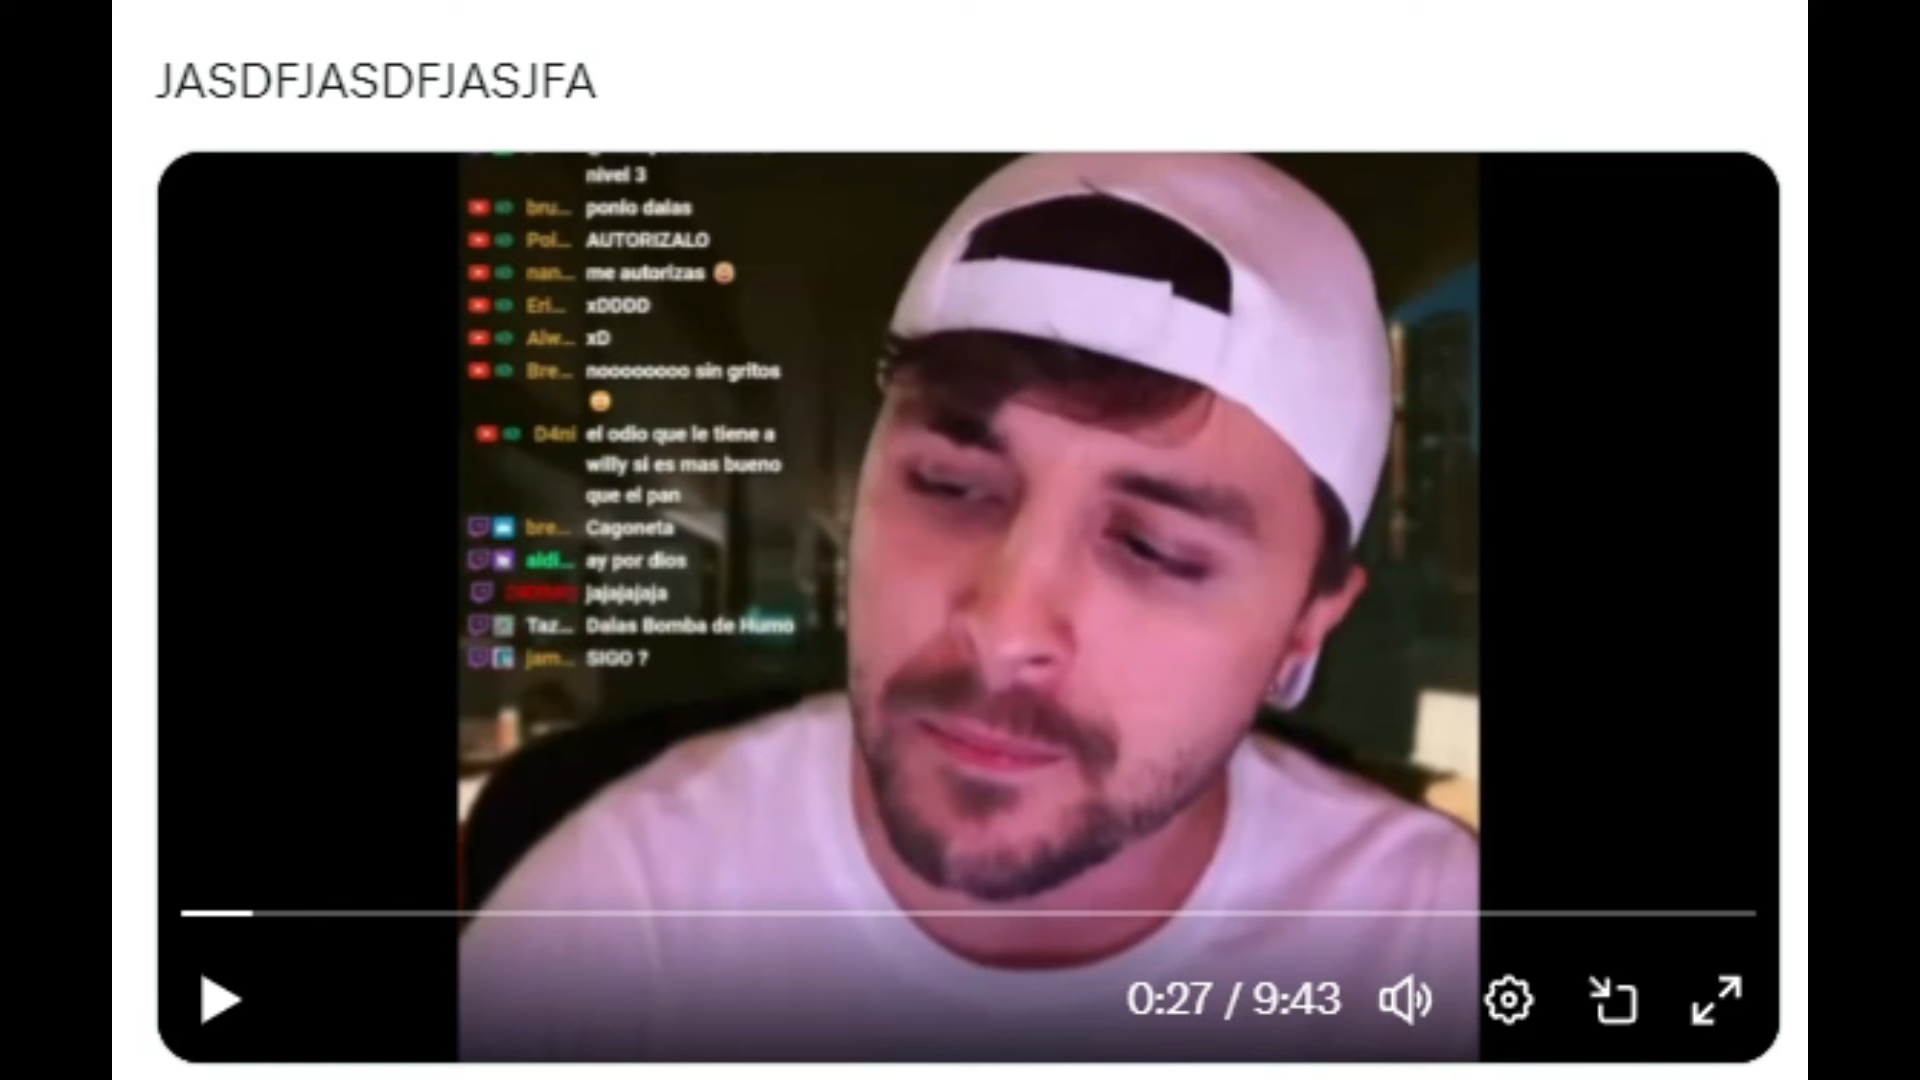 JASDFJASDFJASJFA
nivel 3
bru... ponlo dalas
Pol... AUTORIZALO
nan... me autorizas
Eri... xDDDD
Alw... xD
Bre... nooooooooo sin gritos
D4ni el odio que le tiene a
willy si es mas bueno
que el pan
bre... Cagoneta
aldi... ay por dios
jajajajaja
Taz... Dalas Bomba de Humo
jam... SIGO ?
0:27 / 9:43